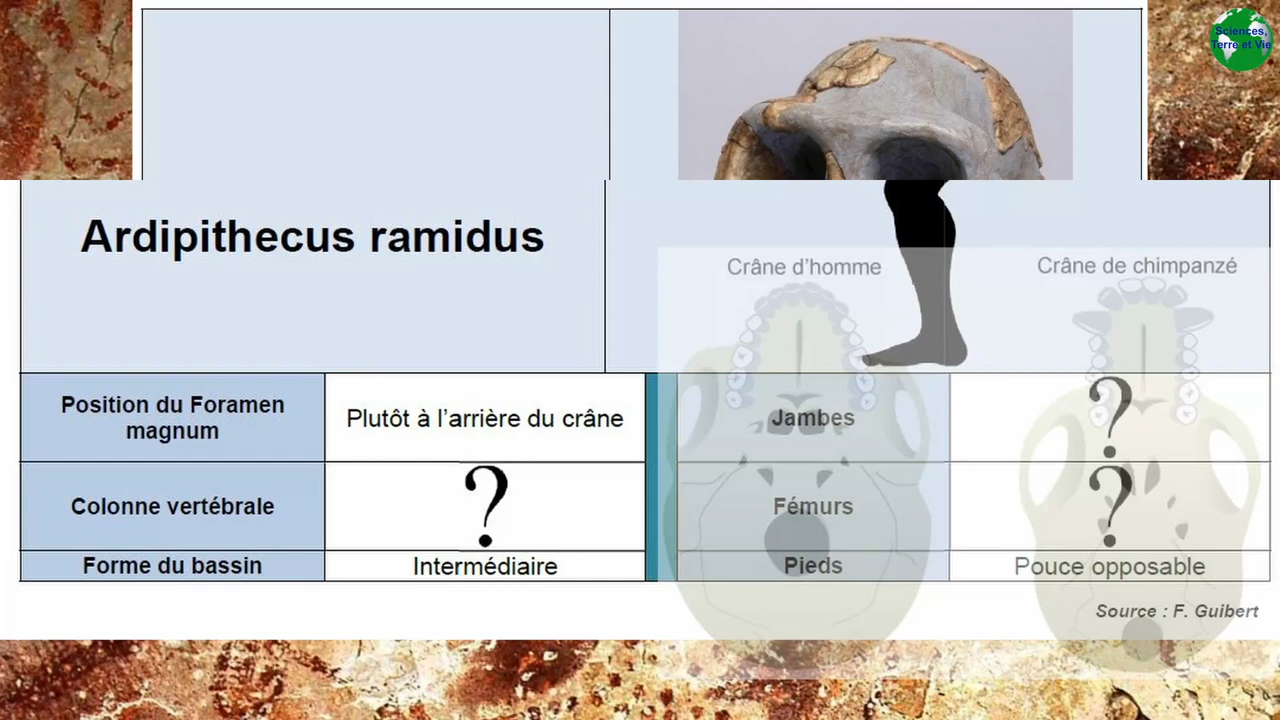 Sciences,
Terre et Vie
Ardipithecus ramidus
Crâne d'homme
Crâne de chimpanzé
Position du Foramen
magnum
Plutôt à l'arrière du crâne
Jambes
?
Colonne vertébrale
?
Fémurs
?
Forme du bassin
Intermédiaire
Pieds
Pouce opposable
Source : F. Guibert